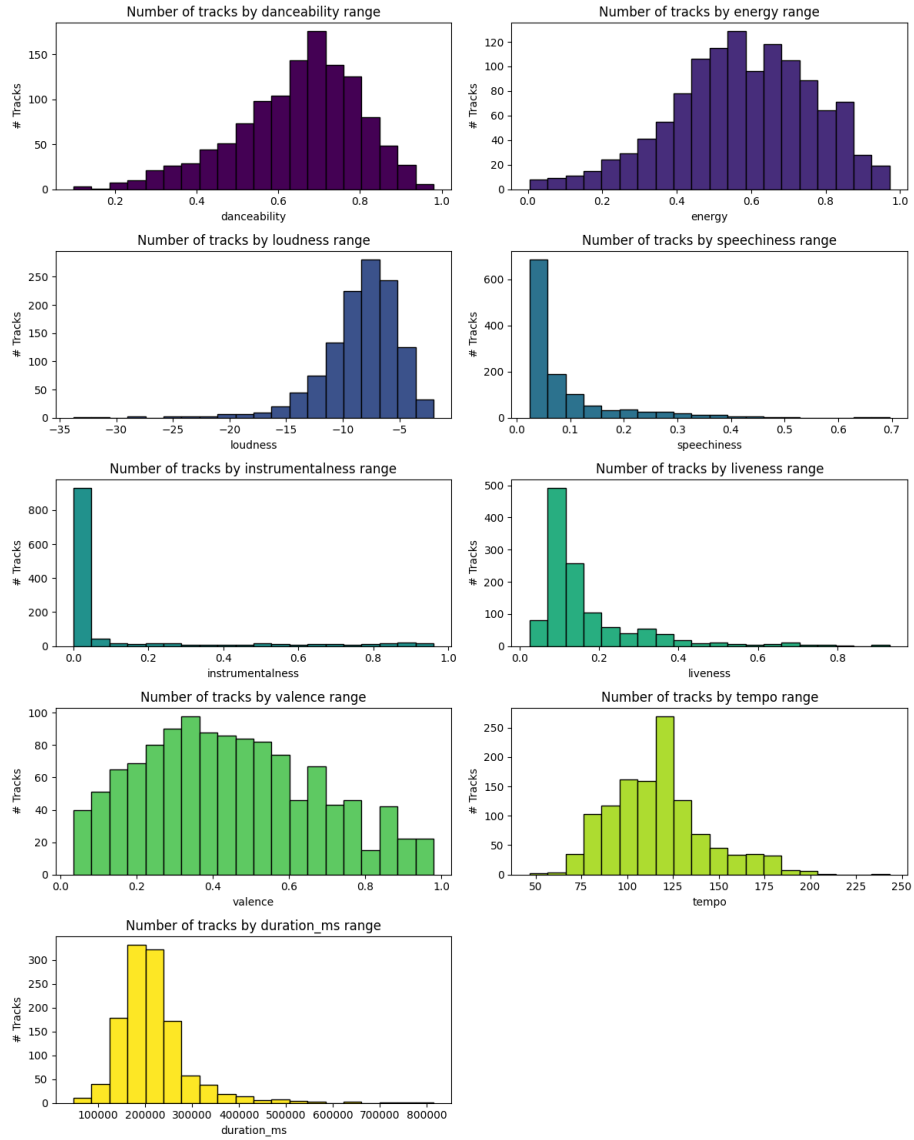 Number of tracks by danceability range
# Tracks
150
100
50
0
0.2 0.4 0.6 0.8 1.0
danceability
Number of tracks by energy range
# Tracks
120
100
80
60
40
20
0
0.0 0.2 0.4 0.6 0.8 1.0
energy
Number of tracks by loudness range
# Tracks
250
200
150
100
50
0
−35 −30 −25 −20 −15 −10 −5
loudness
Number of tracks by speechiness range
# Tracks
600
400
200
0
0.0 0.1 0.2 0.3 0.4 0.5 0.6 0.7
speechiness
Number of tracks by instrumentalness range
# Tracks
800
600
400
200
0
0.0 0.2 0.4 0.6 0.8 1.0
instrumentalness
Number of tracks by liveness range
# Tracks
500
400
300
200
100
0
0.0 0.2 0.4 0.6 0.8
liveness
Number of tracks by valence range
# Tracks
100
80
60
40
20
0
0.0 0.2 0.4 0.6 0.8 1.0
valence
Number of tracks by tempo range
# Tracks
250
200
150
100
50
0
50 75 100 125 150 175 200 225 250
tempo
Number of tracks by duration_ms range
# Tracks
300
250
200
150
100
50
0
100000 200000 300000 400000 500000 600000 700000 800000
duration_ms